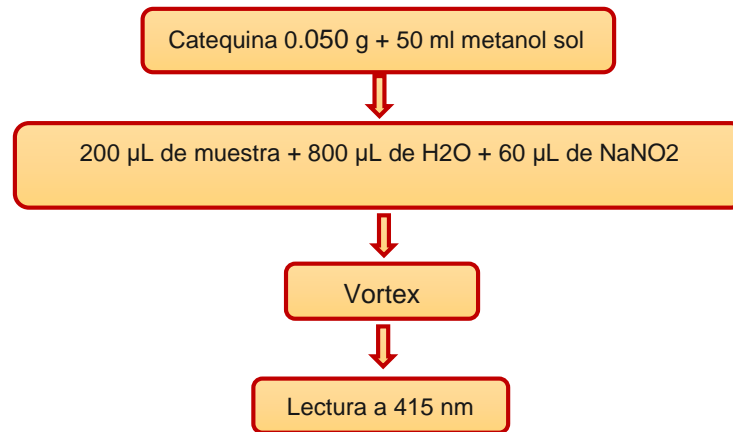 Catequina 0.050 g + 50 ml metanol sol
200 µL de muestra + 800 µL de H2O + 60 µL de NaNO2
Vortex
Lectura a 415 nm